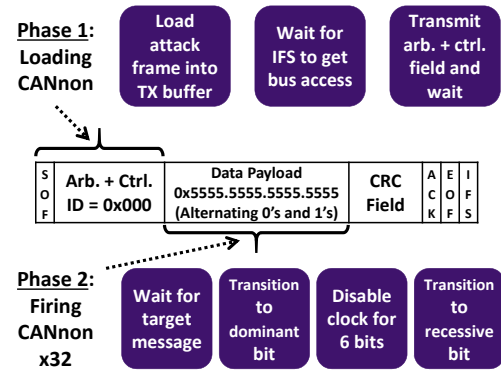 Phase 1:
Loading
CANnon
Load
attack
frame into
TX buffer
Wait for
IFS to get
bus access
Transmit
arb. + ctrl.
field and
wait
S
O
F
Arb. + Ctrl.
ID = 0x000
Data Payload
0x5555.5555.5555.5555
(Alternating 0's and 1's)
CRC
Field
A
C
K
E
O
F
I
F
S
Phase 2:
Firing
CANnon
x32
Wait for
target
message
Transition
to
dominant
bit
Disable
clock for
6 bits
Transition
to
recessive
bit